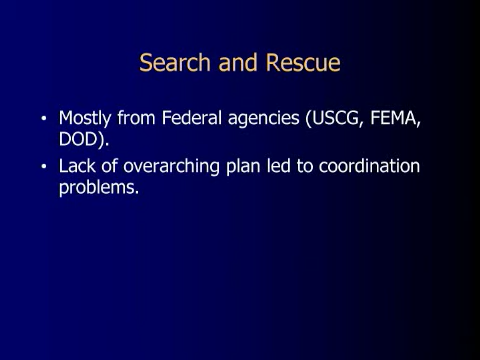 Search and Rescue
• Mostly from Federal agencies (USCG, FEMA,
DOD).
• Lack of overarching plan led to coordination
problems.